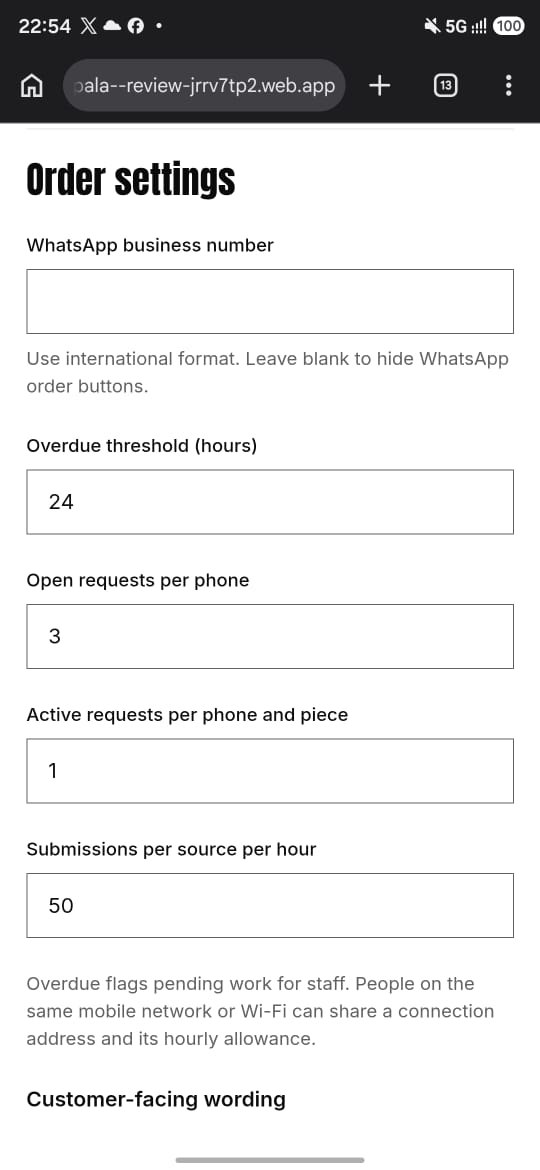 22:54
5G
100
pala--review-jrrv7tp2.web.app
13
Order settings
WhatsApp business number
Use international format. Leave blank to hide WhatsApp
order buttons.
Overdue threshold (hours)
24
Open requests per phone
3
Active requests per phone and piece
1
Submissions per source per hour
50
Overdue flags pending work for staff. People on the
same mobile network or Wi-Fi can share a connection
address and its hourly allowance.
Customer-facing wording